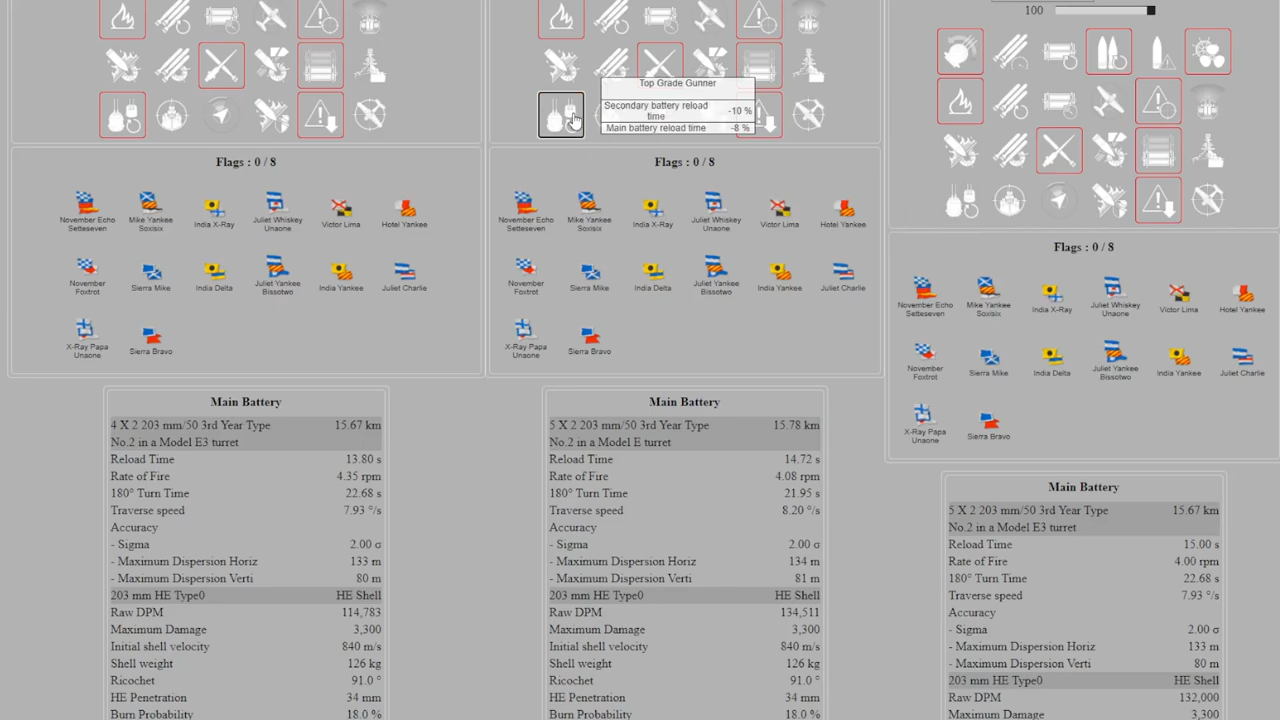 100
Top Grade Gunner
Secondary battery reload
time
-10 %
Main battery reload time -8 %
Flags : 0 / 8
November Echo
Setteseven
Mike Yankee
Soxisix
India X-Ray
Juliet Whiskey
Unaone
Victor Lima
Hotel Yankee
November
Foxtrot
Sierra Mike
India Delta
Juliet Yankee
Bissotwo
India Yankee
Juliet Charlie
X-Ray Papa
Unaone
Sierra Bravo
Main Battery
4 X 2 203 mm/50 3rd Year Type 15.67 km
No.2 in a Model E3 turret
Reload Time 13.80 s
Rate of Fire 4.35 rpm
180° Turn Time 22.68 s
Traverse speed 7.93 °/s
Accuracy
- Sigma 2.00 σ
- Maximum Dispersion Horiz 133 m
- Maximum Dispersion Verti 80 m
203 mm HE Type0 HE Shell
Raw DPM 114,783
Maximum Damage 3,300
Initial shell velocity 840 m/s
Shell weight 126 kg
Ricochet 91.0 °
HE Penetration 34 mm
Burn Probability 18.0 %
Flags : 0 / 8
November Echo
Setteseven
Mike Yankee
Soxisix
India X-Ray
Juliet Whiskey
Unaone
Victor Lima
Hotel Yankee
November
Foxtrot
Sierra Mike
India Delta
Juliet Yankee
Bissotwo
India Yankee
Juliet Charlie
X-Ray Papa
Unaone
Sierra Bravo
Main Battery
5 X 2 203 mm/50 3rd Year Type 15.78 km
No.2 in a Model E turret
Reload Time 14.72 s
Rate of Fire 4.08 rpm
180° Turn Time 21.95 s
Traverse speed 8.20 °/s
Accuracy
- Sigma 2.00 σ
- Maximum Dispersion Horiz 134 m
- Maximum Dispersion Verti 81 m
203 mm HE Type0 HE Shell
Raw DPM 134,511
Maximum Damage 3,300
Initial shell velocity 840 m/s
Shell weight 126 kg
Ricochet 91.0 °
HE Penetration 34 mm
Burn Probability 18.0 %
Flags : 0 / 8
November Echo
Setteseven
Mike Yankee
Soxisix
India X-Ray
Juliet Whiskey
Unaone
Victor Lima
Hotel Yankee
November
Foxtrot
Sierra Mike
India Delta
Juliet Yankee
Bissotwo
India Yankee
Juliet Charlie
X-Ray Papa
Unaone
Sierra Bravo
Main Battery
5 X 2 203 mm/50 3rd Year Type 15.67 km
No.2 in a Model E3 turret
Reload Time 15.00 s
Rate of Fire 4.00 rpm
180° Turn Time 22.68 s
Traverse speed 7.93 °/s
Accuracy
- Sigma 2.00 σ
- Maximum Dispersion Horiz 133 m
- Maximum Dispersion Verti 80 m
203 mm HE Type0 HE Shell
Raw DPM 132,000
Maximum Damage 3,300